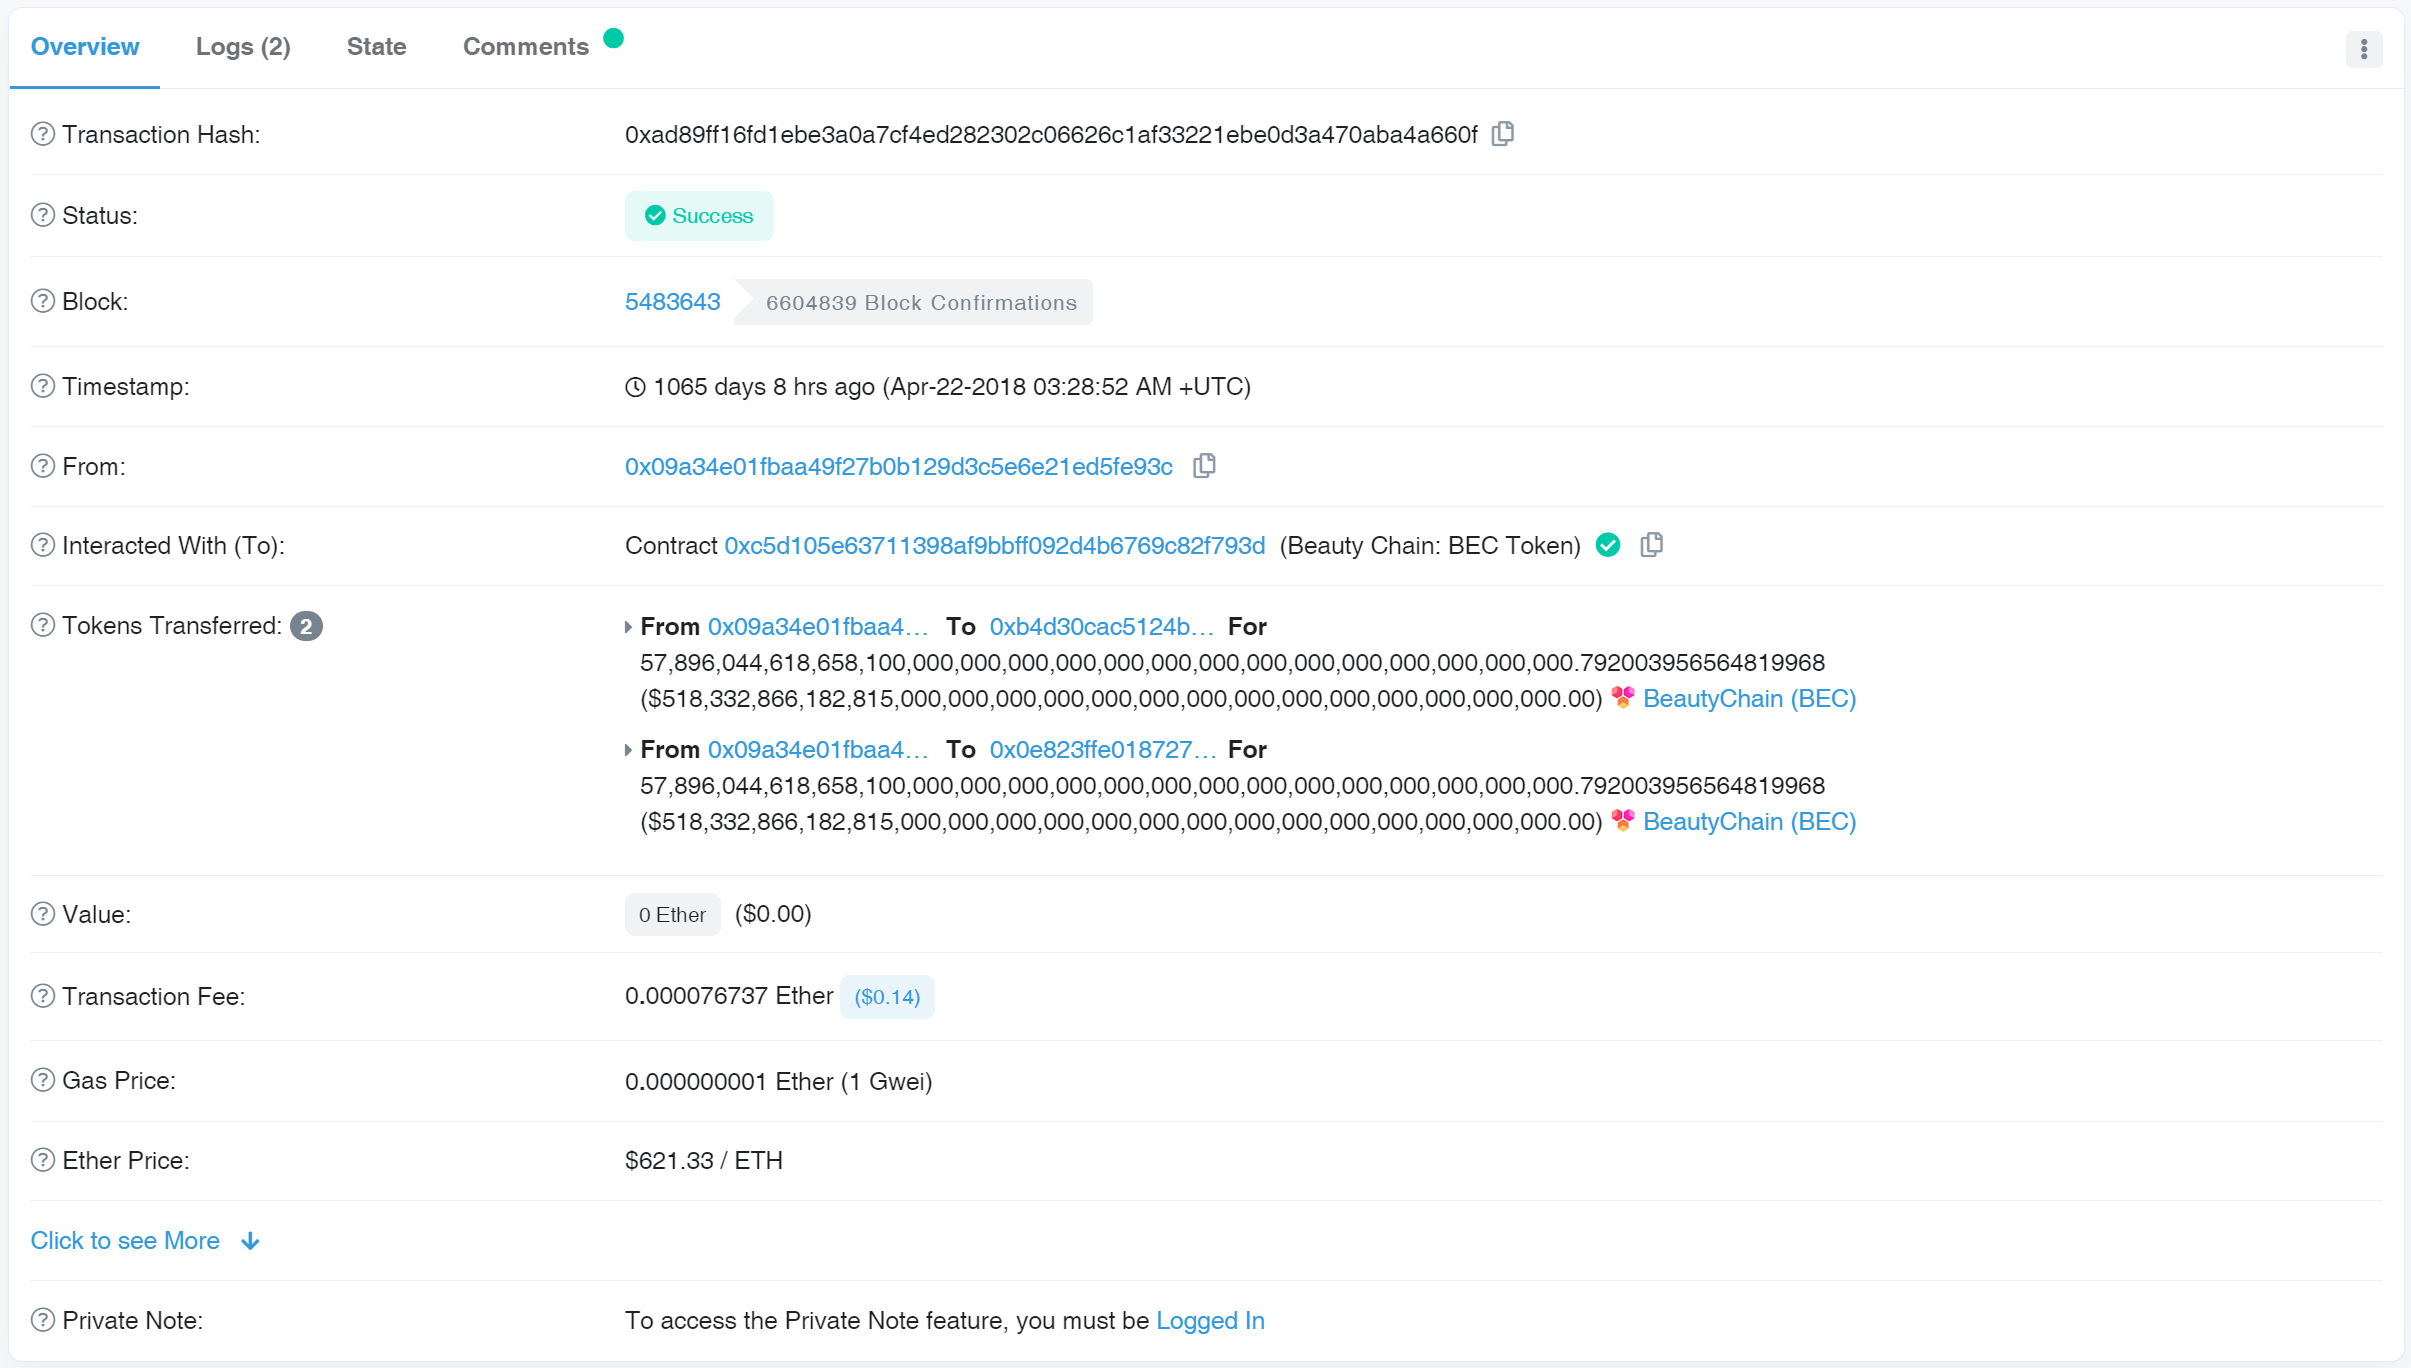 Overview Logs (2) State Comments
Transaction Hash: 0xad89ff16fd1ebe3a0a7cf4ed282302c06626c1af33221ebe0d3a470aba4a660f
Status: Success
Block: 5483643 6604839 Block Confirmations
Timestamp: 1065 days 8 hrs ago (Apr-22-2018 03:28:52 AM +UTC)
From: 0x09a34e01fbaa49f27b0b129d3c5e6e21ed5fe93c
Interacted With (To): Contract 0xc5d105e63711398af9bbff092d4b6769c82f793d (Beauty Chain: BEC Token)
Tokens Transferred: 2 From 0x09a34e01fbaa4... To 0xb4d30cac5124b... For
57,896,044,618,658,100,000,000,000,000,000,000,000,000,000,000,000,000,000,000.792003956564819968
($518,332,866,182,815,000,000,000,000,000,000,000,000,000,000,000,000,000,000.00) BeautyChain (BEC)
From 0x09a34e01fbaa4... To 0x0e823ffe018727... For
57,896,044,618,658,100,000,000,000,000,000,000,000,000,000,000,000,000,000,000.792003956564819968
($518,332,866,182,815,000,000,000,000,000,000,000,000,000,000,000,000,000,000.00) BeautyChain (BEC)
Value: 0 Ether ($0.00)
Transaction Fee: 0.000076737 Ether ($0.14)
Gas Price: 0.000000001 Ether (1 Gwei)
Ether Price: $621.33 / ETH
Click to see More
Private Note: To access the Private Note feature, you must be Logged In